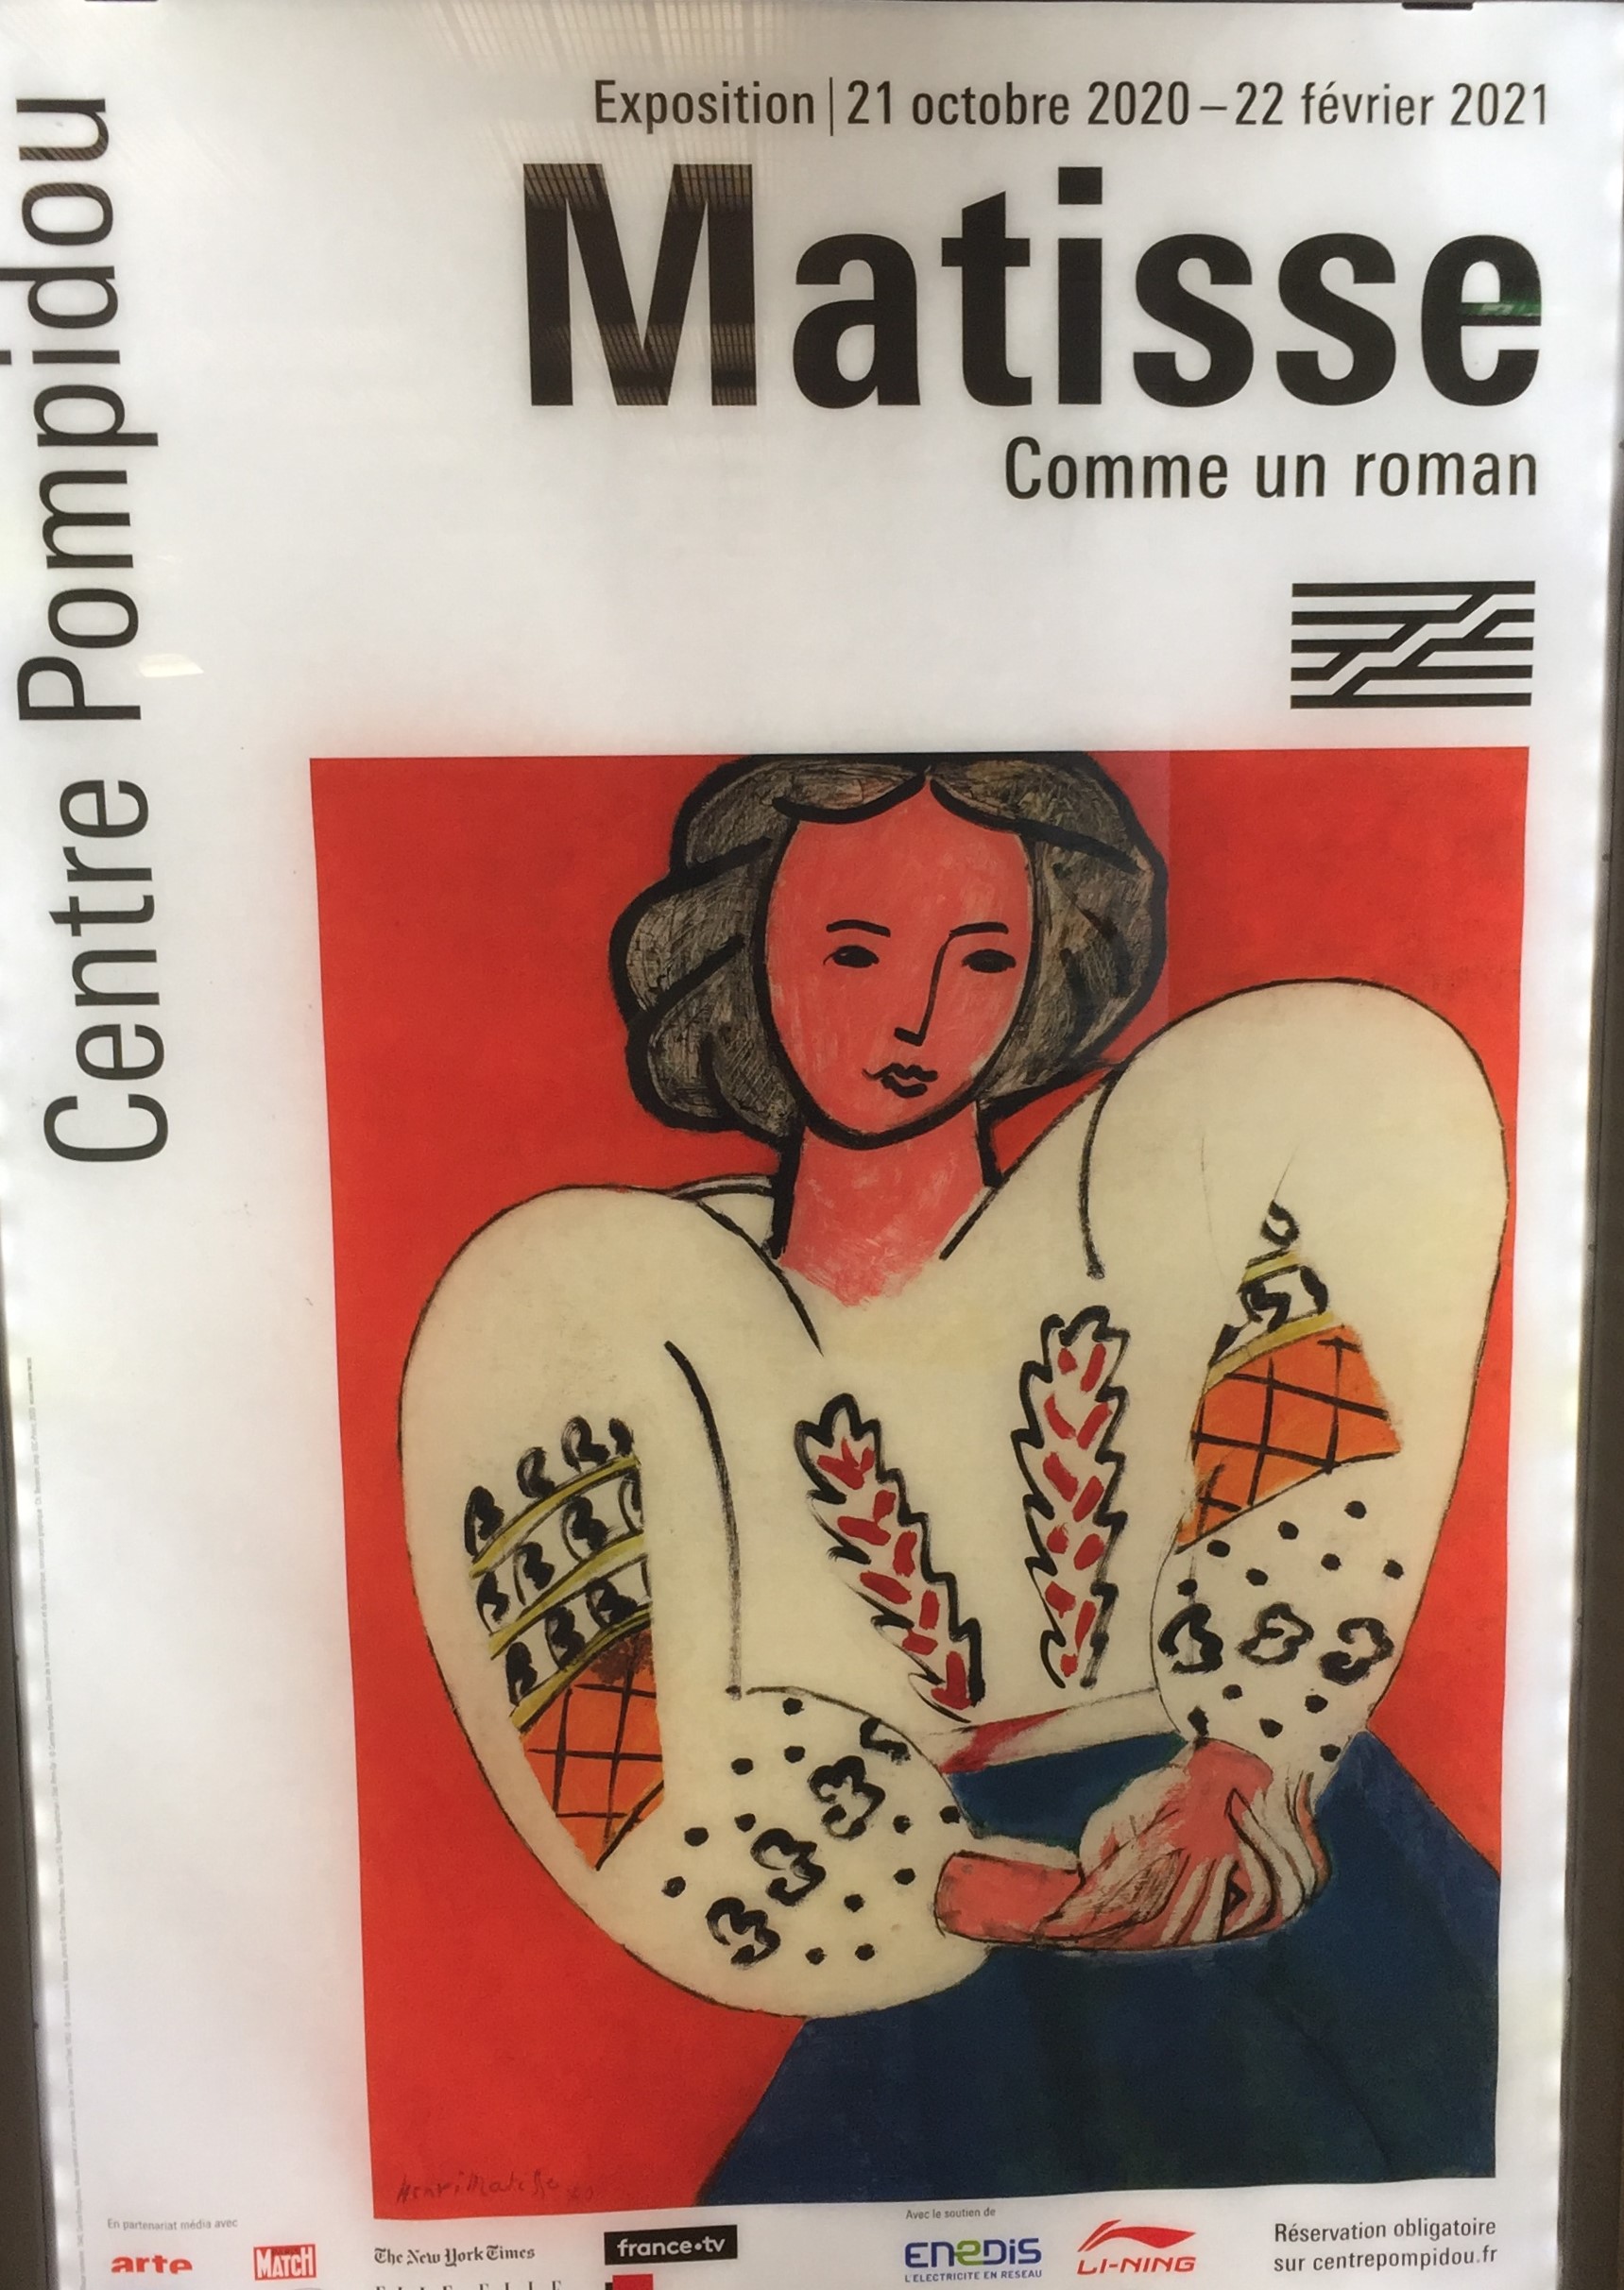 Centre Pompidou
Exposition | 21 octobre 2020 – 22 février 2021
Matisse
Comme un roman
Henri Matisse 40
En partenariat média avec
arte
MATCH
The New York Times
france•tv
Avec le soutien de
ENEDIS
L'ELECTRICITE EN RESEAU
LI-NING
Réservation obligatoire
sur centrepompidou.fr